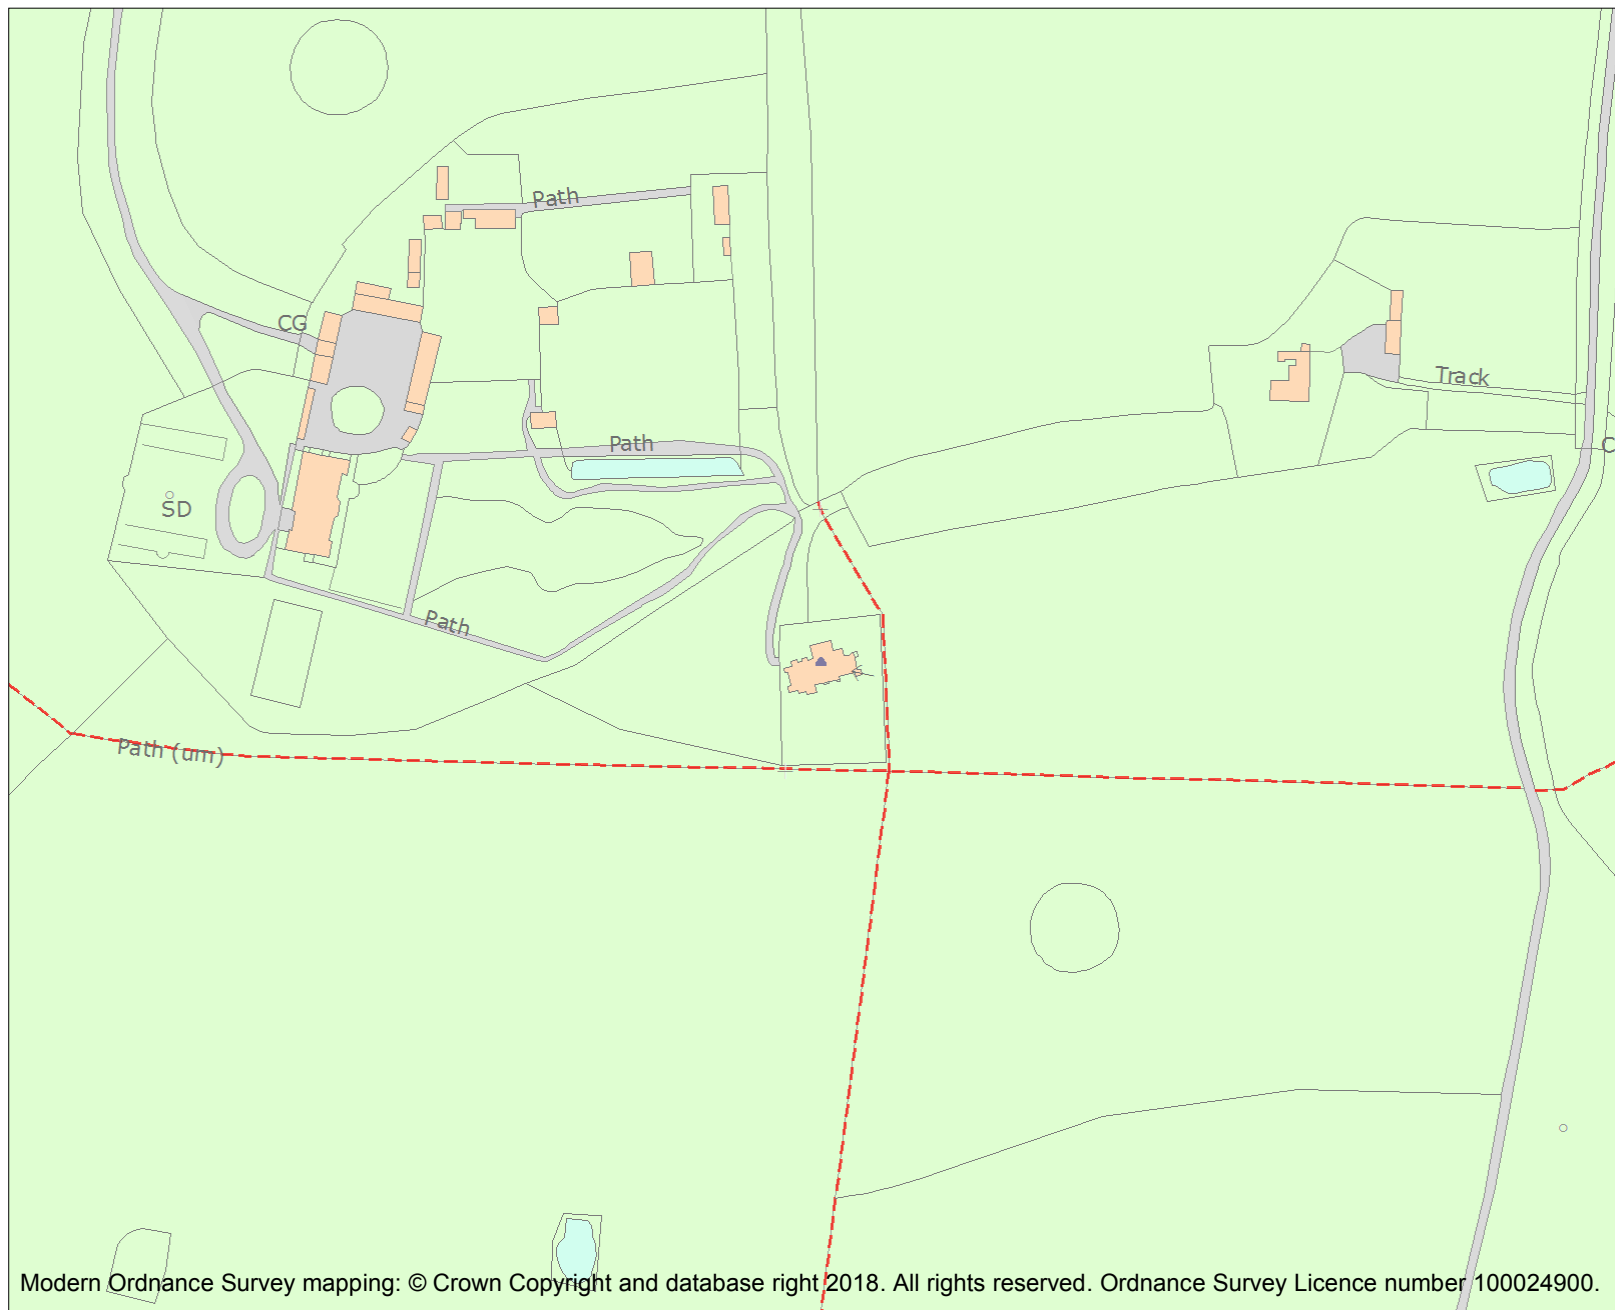 Path
CG
Track
Path
C
SD
Path
Path (um)
Modern Ordnance Survey mapping: © Crown Copyright and database right 2018. All rights reserved. Ordnance Survey Licence number 100024900.